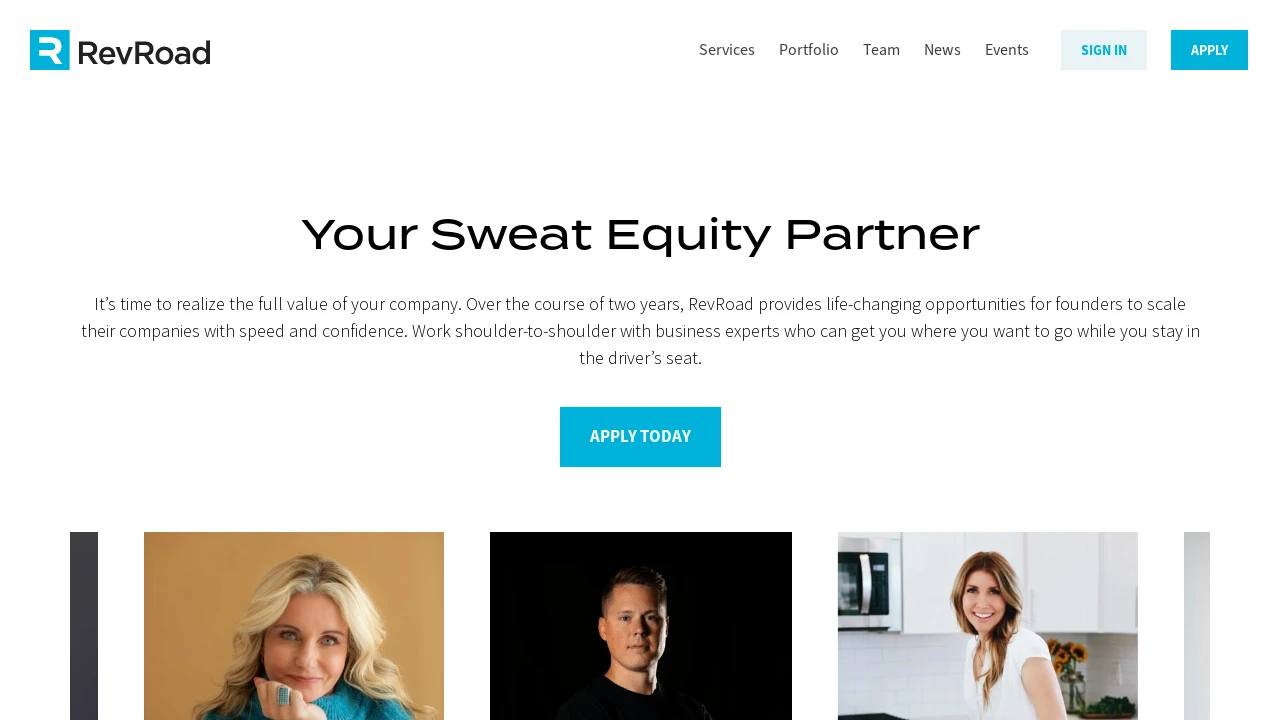 RevRoad
Services
Portfolio
Team
News
Events
SIGN IN
APPLY
Your Sweat Equity Partner
It’s time to realize the full value of your company. Over the course of two years, RevRoad provides life-changing opportunities for founders to scale
their companies with speed and confidence. Work shoulder-to-shoulder with business experts who can get you where you want to go while you stay in
the driver’s seat.
APPLY TODAY